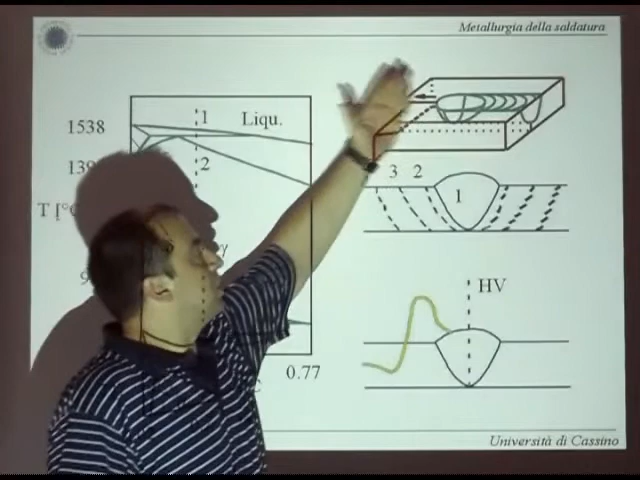 Metallurgia della saldatura
1 Liqu.
1538
2
T [°
γ
3 2
1
HV
0.77
Università di Cassino